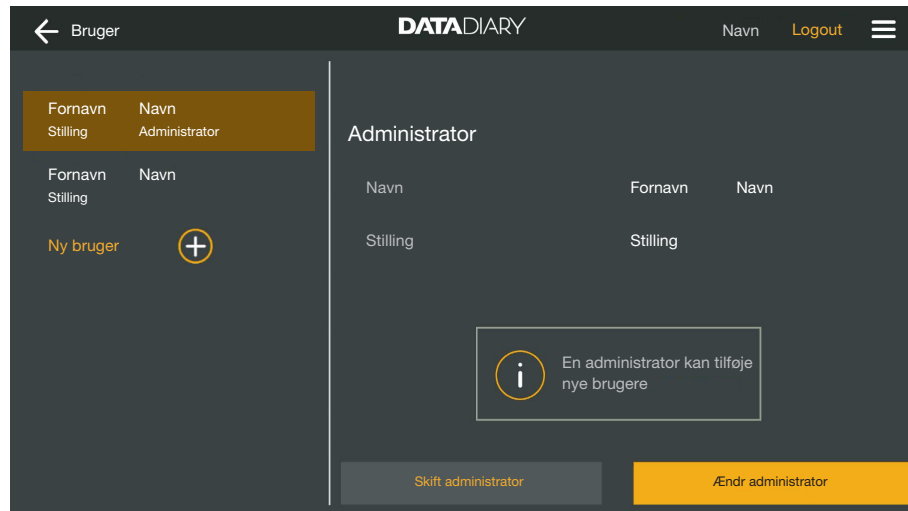 Bruger
DATADIARY
Navn Logout
Fornavn Navn
Stilling Administrator
Fornavn Navn
Stilling
Ny bruger
Administrator
Navn Fornavn Navn
Stilling Stilling
En administrator kan tilføje
nye brugere
Skift administrator
Ændr administrator